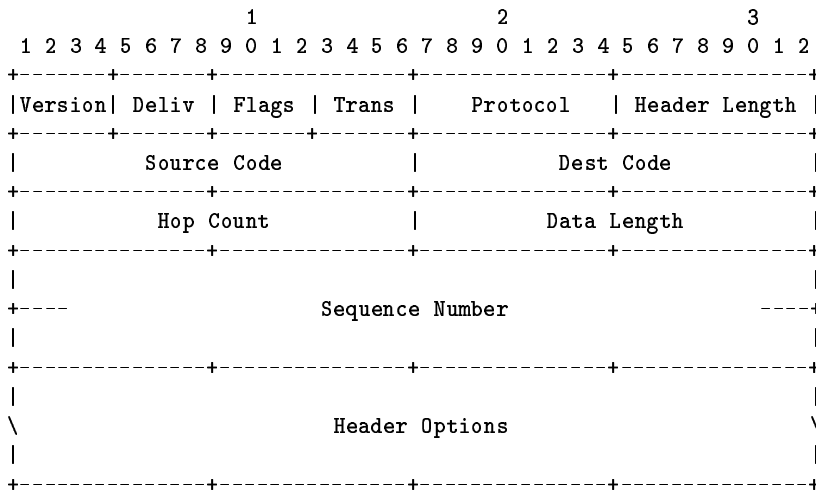 1 2 3
1 2 3 4 5 6 7 8 9 0 1 2 3 4 5 6 7 8 9 0 1 2 3 4 5 6 7 8 9 0 1 2
+-------+-------+---------------+---------------+---------------+
|Version| Deliv | Flags | Trans |    Protocol   | Header Length |
+-------+-------+-------+-------+---------------+---------------+
|          Source Code          |           Dest Code           |
+---------------+---------------+---------------+---------------+
|           Hop Count           |          Data Length          |
+---------------+---------------+---------------+---------------+
|                                                               |
+----                    Sequence Number                    ----+
|                                                               |
+---------------+---------------+---------------+---------------+
|                                                               |
\                         Header Options                        \
|                                                               |
+---------------+---------------+---------------+---------------+